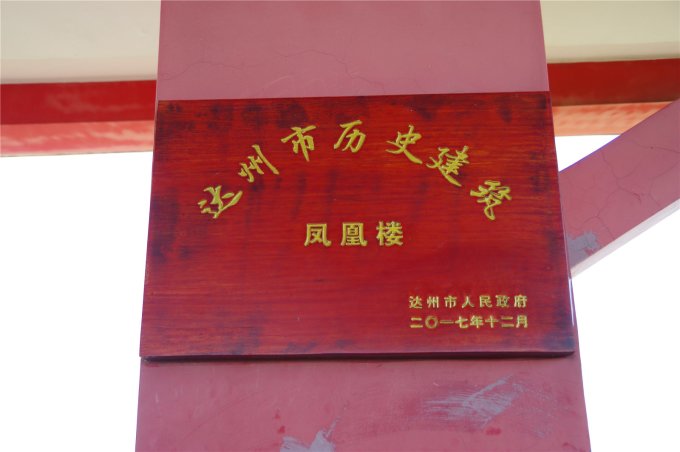 达州市历史建筑
凤凰楼
达州市人民政府
二〇一七年十二月